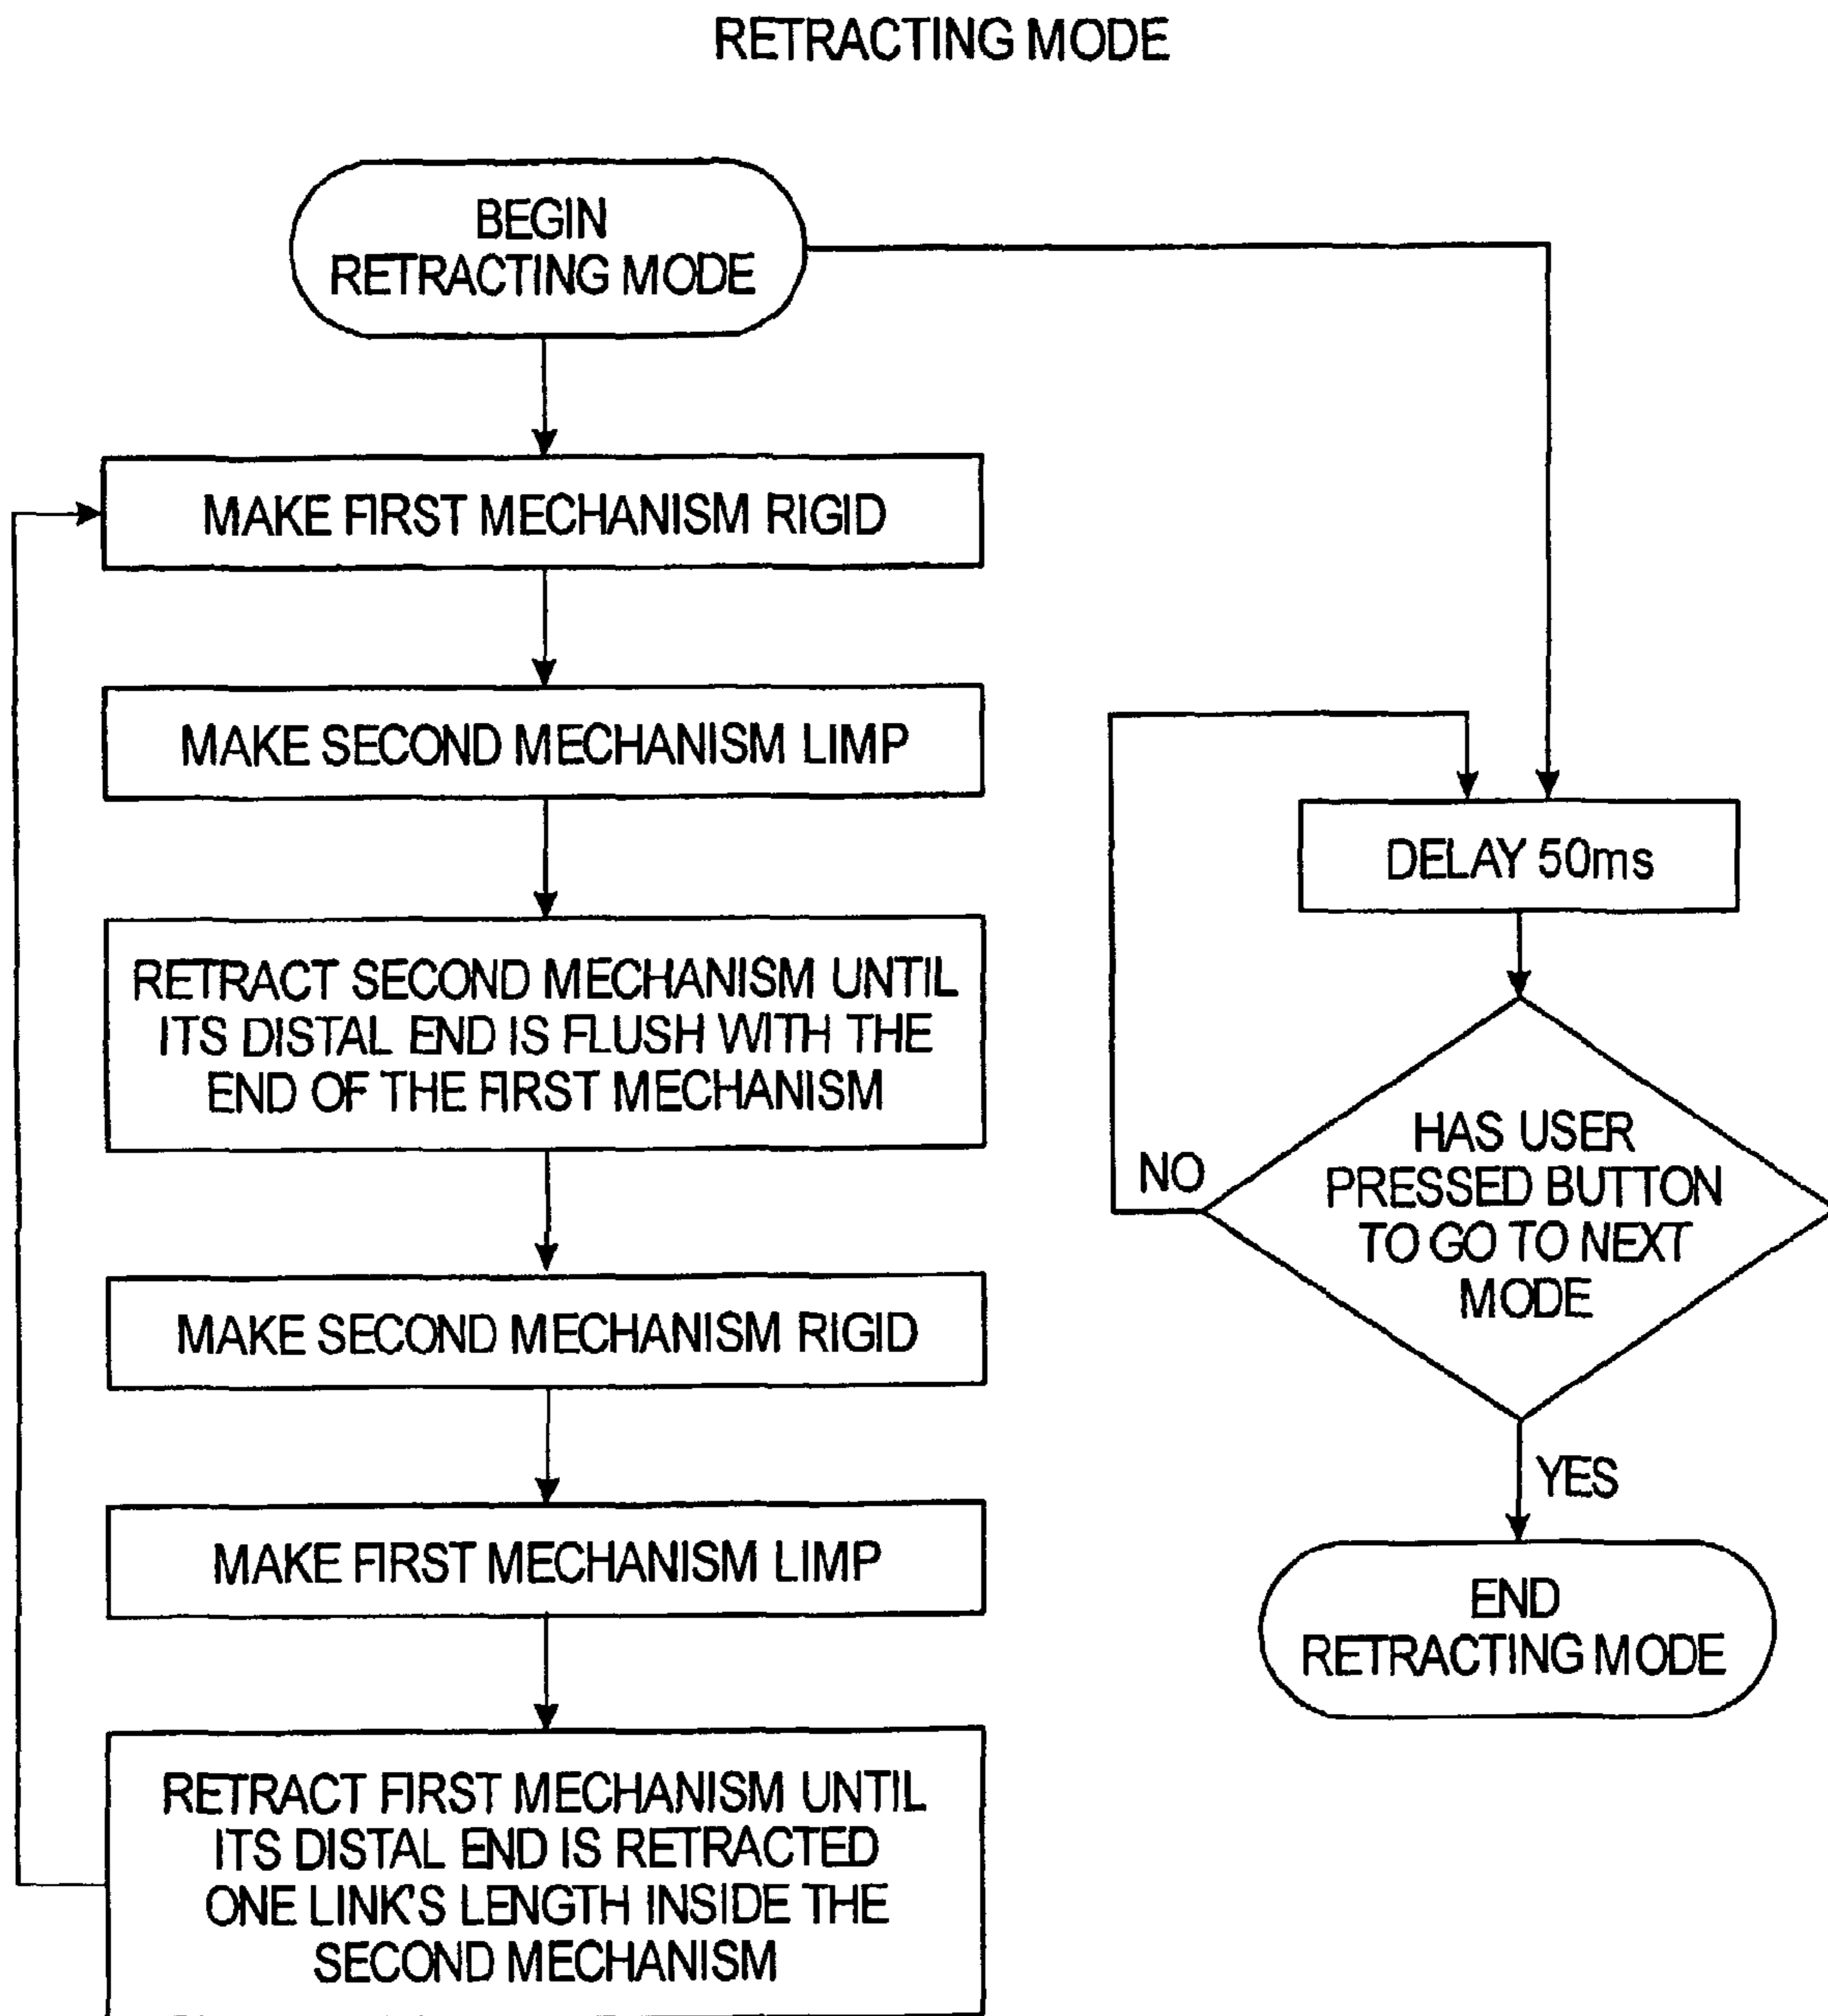 RETRACTING MODE
BEGIN
RETRACTING MODE
MAKE FIRST MECHANISM RIGID
MAKE SECOND MECHANISM LIMP
RETRACT SECOND MECHANISM UNTIL
ITS DISTAL END IS FLUSH WITH THE
END OF THE FIRST MECHANISM
MAKE SECOND MECHANISM RIGID
MAKE FIRST MECHANISM LIMP
RETRACT FIRST MECHANISM UNTIL
ITS DISTAL END IS RETRACTED
ONE LINK'S LENGTH INSIDE THE
SECOND MECHANISM
DELAY 50ms
HAS USER
PRESSED BUTTON
TO GO TO NEXT
MODE
NO
YES
END
RETRACTING MODE